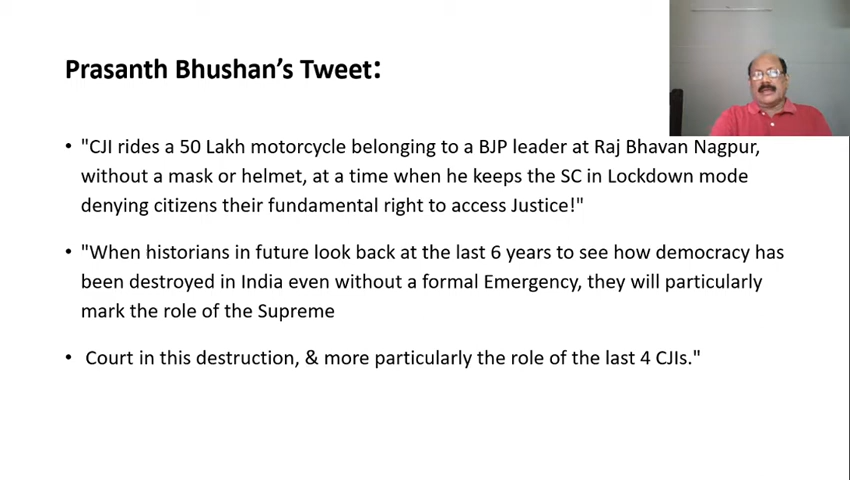 Prasanth Bhushan’s Tweet:
• "CJI rides a 50 Lakh motorcycle belonging to a BJP leader at Raj Bhavan Nagpur,
without a mask or helmet, at a time when he keeps the SC in Lockdown mode
denying citizens their fundamental right to access Justice!"
• "When historians in future look back at the last 6 years to see how democracy has
been destroyed in India even without a formal Emergency, they will particularly
mark the role of the Supreme
• Court in this destruction, & more particularly the role of the last 4 CJIs."